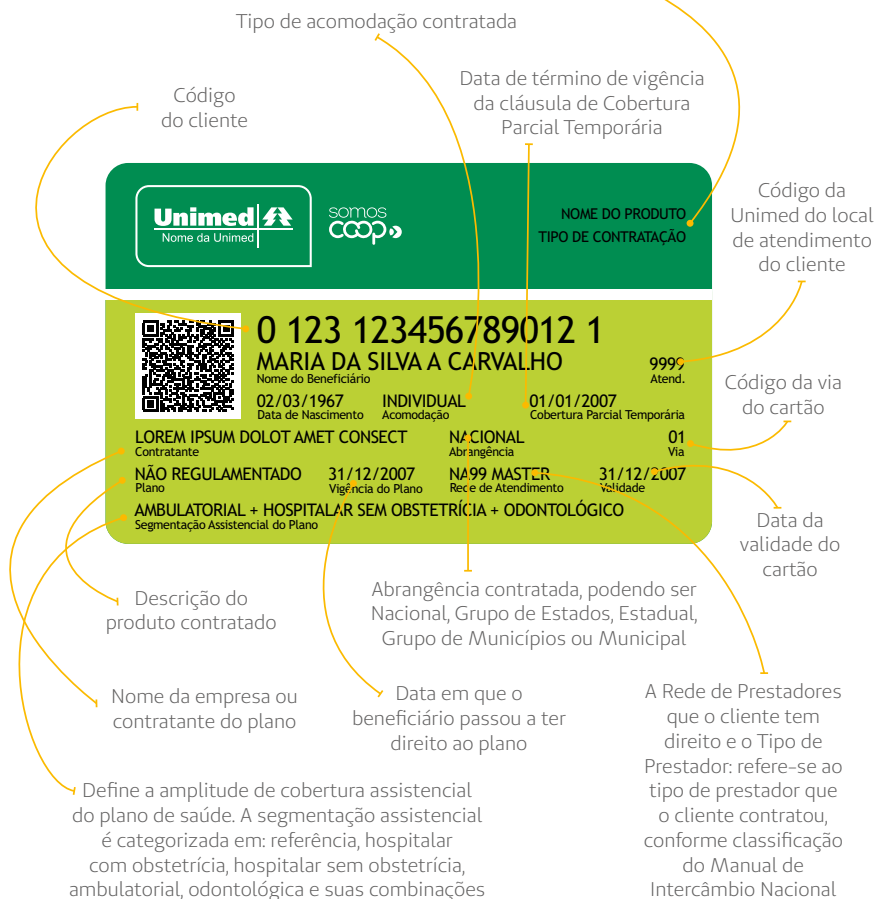 Tipo de acomodação contratada
Código
do cliente
Data de término de vigência
da cláusula de Cobertura
Parcial Temporária
Código da
Unimed do local
de atendimento
do cliente
Unimed
Nome da Unimed
somos
coop
NOME DO PRODUTO
TIPO DE CONTRATAÇÃO
0 123 123456789012 1
MARIA DA SILVA A CARVALHO
Nome do Beneficiário
9999
Atend.
02/03/1967 INDIVIDUAL 01/01/2007
Data de Nascimento Acomodação Cobertura Parcial Temporária
LOREM IPSUM DOLOT AMET CONSECT NACIONAL 01
Contratante Abrangência Via
NÃO REGULAMENTADO 31/12/2007 NA99 MASTER 31/12/2007
Plano Vigência do Plano Rede de Atendimento Validade
AMBULATORIAL + HOSPITALAR SEM OBSTETRÍCIA + ODONTOLÓGICO
Segmentação Assistencial do Plano
Código da via
do cartão
Data da
validade do
cartão
Descrição do
produto contratado
Abrangência contratada, podendo ser
Nacional, Grupo de Estados, Estadual,
Grupo de Municípios ou Municipal
Nome da empresa ou
contratante do plano
Data em que o
beneficiário passou a ter
direito ao plano
A Rede de Prestadores
que o cliente tem
direito e o Tipo de
Prestador: refere-se ao
tipo de prestador que
o cliente contratou,
conforme classificação
do Manual de
Intercâmbio Nacional
Define a amplitude de cobertura assistencial
do plano de saúde. A segmentação assistencial
é categorizada em: referência, hospitalar
com obstetrícia, hospitalar sem obstetrícia,
ambulatorial, odontológica e suas combinações